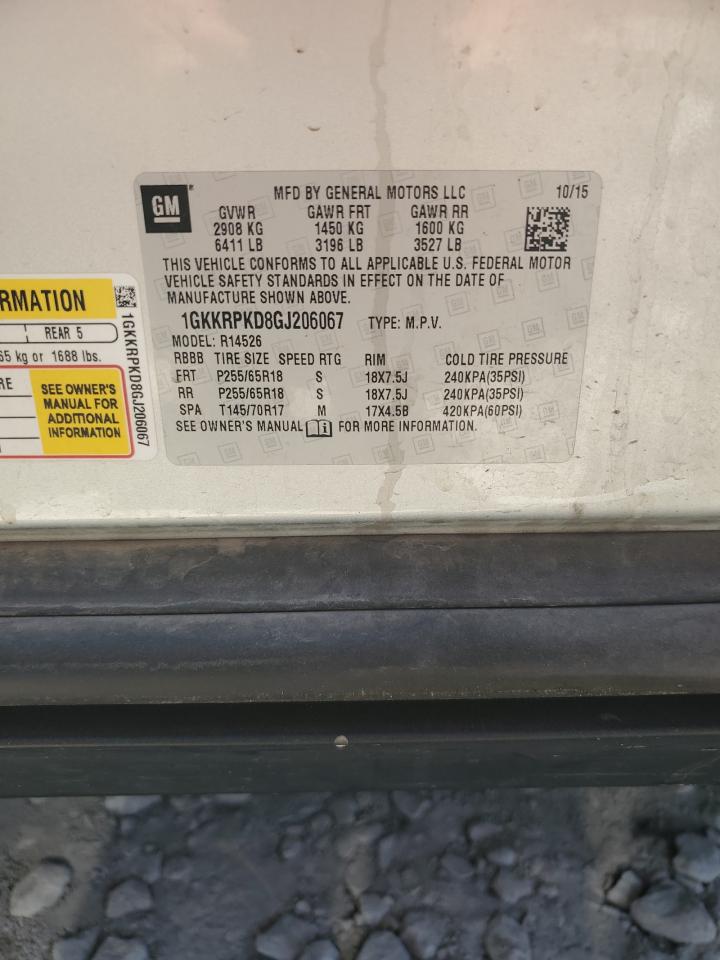 GM
MFD BY GENERAL MOTORS LLC 10/15
GVWR GAWR FRT GAWR RR
2908 KG 1450 KG 1600 KG
6411 LB 3196 LB 3527 LB
THIS VEHICLE CONFORMS TO ALL APPLICABLE U.S. FEDERAL MOTOR
VEHICLE SAFETY STANDARDS IN EFFECT ON THE DATE OF
MANUFACTURE SHOWN ABOVE.
1GKKRPKD8GJ206067 TYPE: M.P.V.
MODEL: R14526
RBBB TIRE SIZE SPEED RTG RIM COLD TIRE PRESSURE
FRT P255/65R18 S 18X7.5J 240KPA(35PSI)
RR P255/65R18 S 18X7.5J 240KPA(35PSI)
SPA T145/70R17 M 17X4.5B 420KPA(60PSI)
SEE OWNER'S MANUAL i FOR MORE INFORMATION.
RMATION
REAR 5
65 kg or 1688 lbs.
RE
SEE OWNER'S
MANUAL FOR
ADDITIONAL
INFORMATION
1GKKRPKD8GJ206067